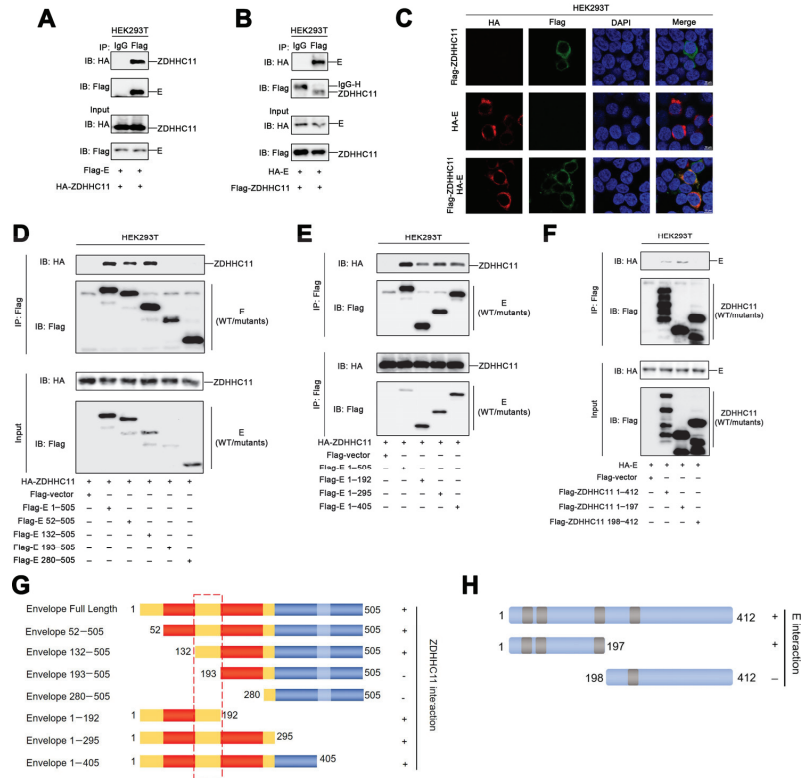 A
HEK293T
IP: IgG Flag
IB: HA ZDHHC11
IB: Flag E
Input
IB: HA ZDHHC11
IB: Flag E
Flag-E + +
HA-ZDHHC11 + +
B
HEK293T
IP: IgG Flag
IB: HA E
IB: Flag IgG-H
ZDHHC11
Input
IB: HA E
IB: Flag ZDHHC11
HA-E + +
Flag-ZDHHC11 + +
C
HEK293T
HA Flag DAPI Merge
Flag-ZDHHC11
HA-E
Flag-ZDHHC11
HA-E
D
HEK293T
IP: Flag
IB: HA ZDHHC11
IB: Flag E
(WT/mutants)
Input
IB: HA ZDHHC11
IB: Flag E
(WT/mutants)
HA-ZDHHC11 + + + + + +
Flag-vector + − − − − −
Flag-E 1−505 − + − − − −
Flag-E 52−505 − − + − − −
Flag-E 132−505 − − − + − −
Flag-E 193−505 − − − − + −
Flag-E 280−505 − − − − − +
E
HEK293T
IP: Flag
IB: HA ZDHHC11
IB: Flag E
(WT/mutants)
IP: Flag
IB: HA ZDHHC11
IB: Flag E
(WT/mutants)
HA-ZDHHC11 + + + + +
Flag-vector + − − − −
Flag-E 1−505 − + − − −
Flag-E 1−192 − − + − −
Flag-E 1−295 − − − + −
Flag-E 1−405 − − − − +
F
HEK293T
IP: Flag
IB: HA E
IB: Flag ZDHHC11
(WT/mutants)
Input
IB: HA E
IB: Flag ZDHHC11
(WT/mutants)
HA-E + + + +
Flag-vector + − − −
Flag-ZDHHC11 1−412 − + − −
Flag-ZDHHC11 1−197 − − + −
Flag-ZDHHC11 198−412 − − − +
G
Envelope Full Length 1 505 +
Envelope 52−505 52 505 +
Envelope 132−505 132 505 +
Envelope 193−505 193 505 -
Envelope 280−505 280 505 -
Envelope 1−192 1 192 +
Envelope 1−295 1 295 +
Envelope 1−405 1 405 +
ZDHHC11 interaction
H
1 412 +
1 197 +
198 412 −
E interaction